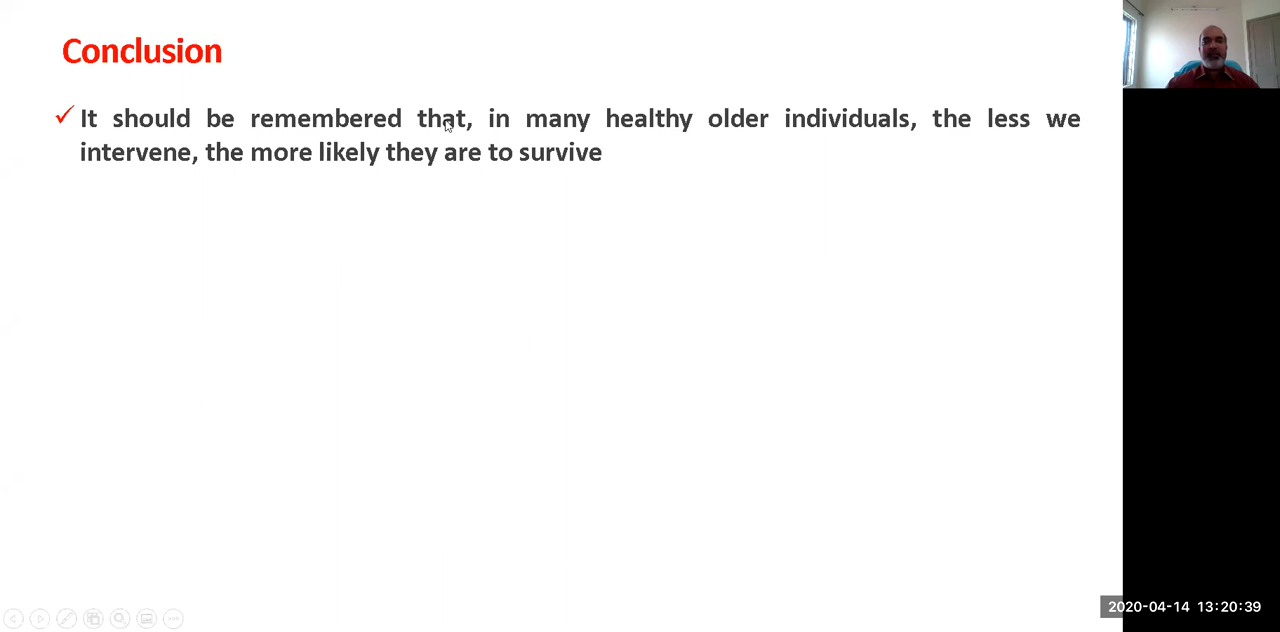 Conclusion
✓ It should be remembered that, in many healthy older individuals, the less we
intervene, the more likely they are to survive
2020-04-14 13:20:39